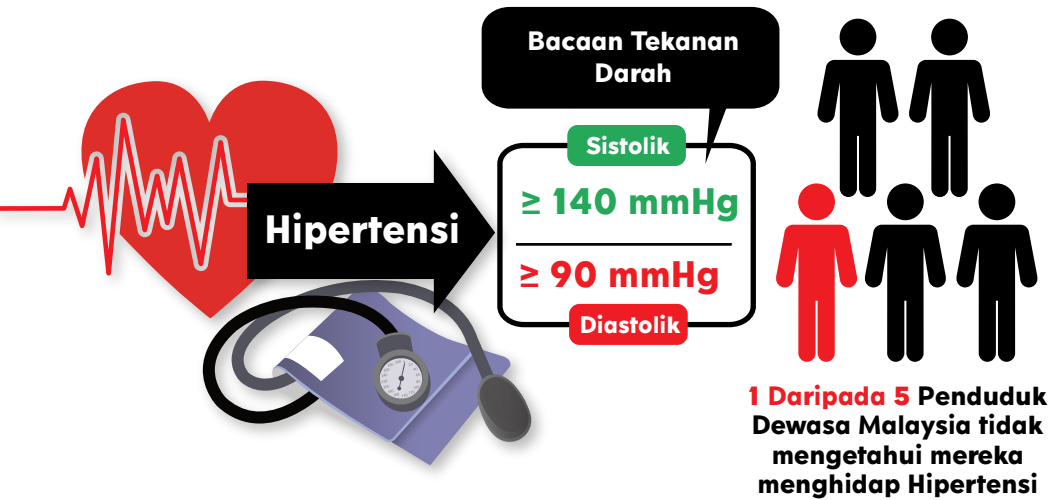 Bacaan Tekanan
Darah
Sistolik
≥ 140 mmHg
≥ 90 mmHg
Diastolik
Hipertensi
1 Daripada 5 Penduduk
Dewasa Malaysia tidak
mengetahui mereka
menghidap Hipertensi